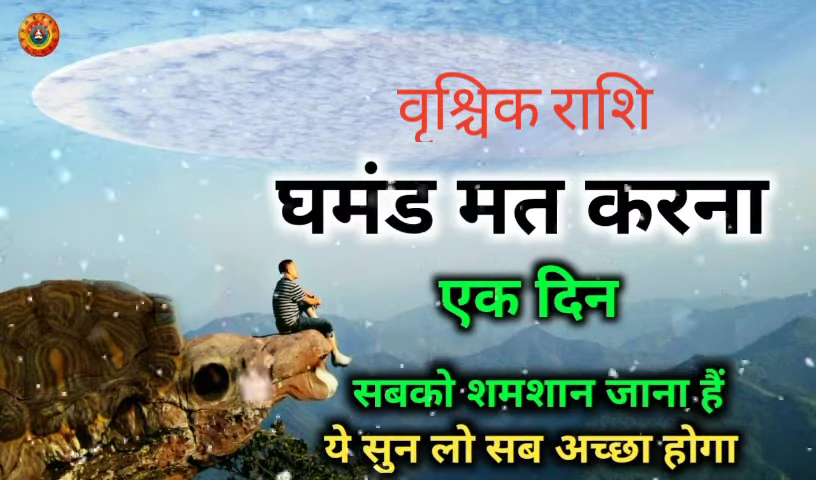 वृश्चिक राशि
घमंड मत करना
एक दिन
सबको शमशान जाना हैं
ये सुन लो सब अच्छा होगा